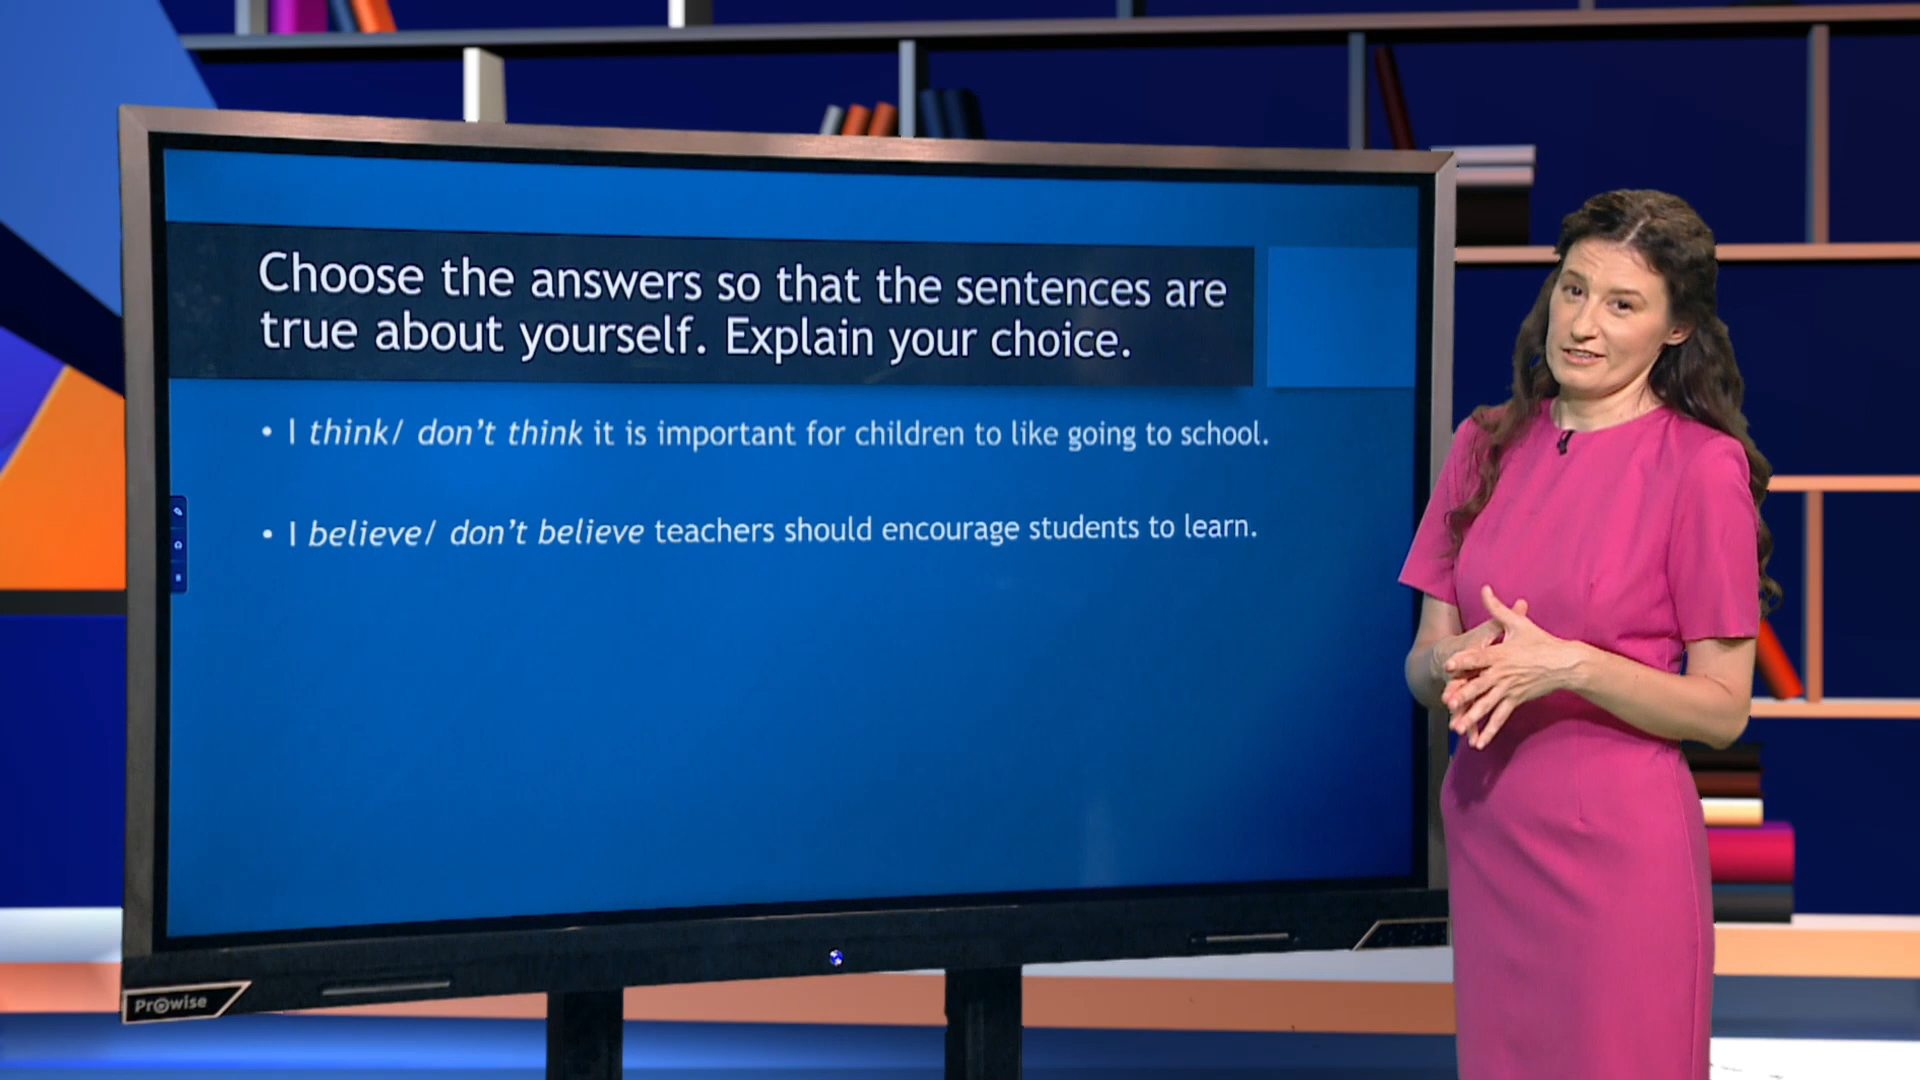 Choose the answers so that the sentences are
true about yourself. Explain your choice.
• I think/ don't think it is important for children to like going to school.
• I believe/ don't believe teachers should encourage students to learn.
Prowise